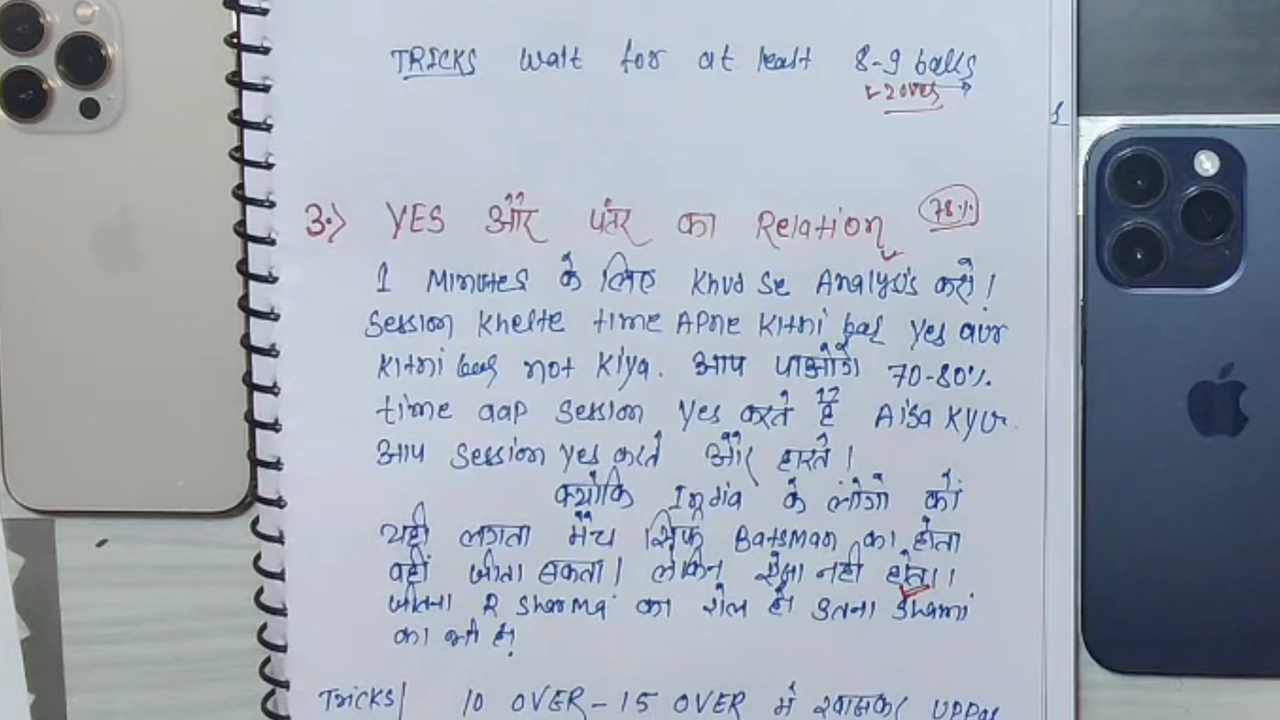 TRICKS wait for at least 8-9 balls
2 over
3.> YES और पंटर का Relation 78%
1 Minutes के लिए Khud se Analysis करो!
Session Khelte time APne Kitni bar Yes aur
Kitni bar not Kiya. आप पाओगे 70-80%
time aap Session Yes करते है Aisa Kyu.
आप Session yes करते और हारते!
क्योकि India के लोगो को
यही लगता मैच सिर्फ Batsman का होता
वही जीता सकता। लेकिन ऐसा नही होता।
जीतना R Sharma का रोल है उतना Shami
का भी है!
Tricks/ 10 OVER-15 OVER में खासकर UPPar